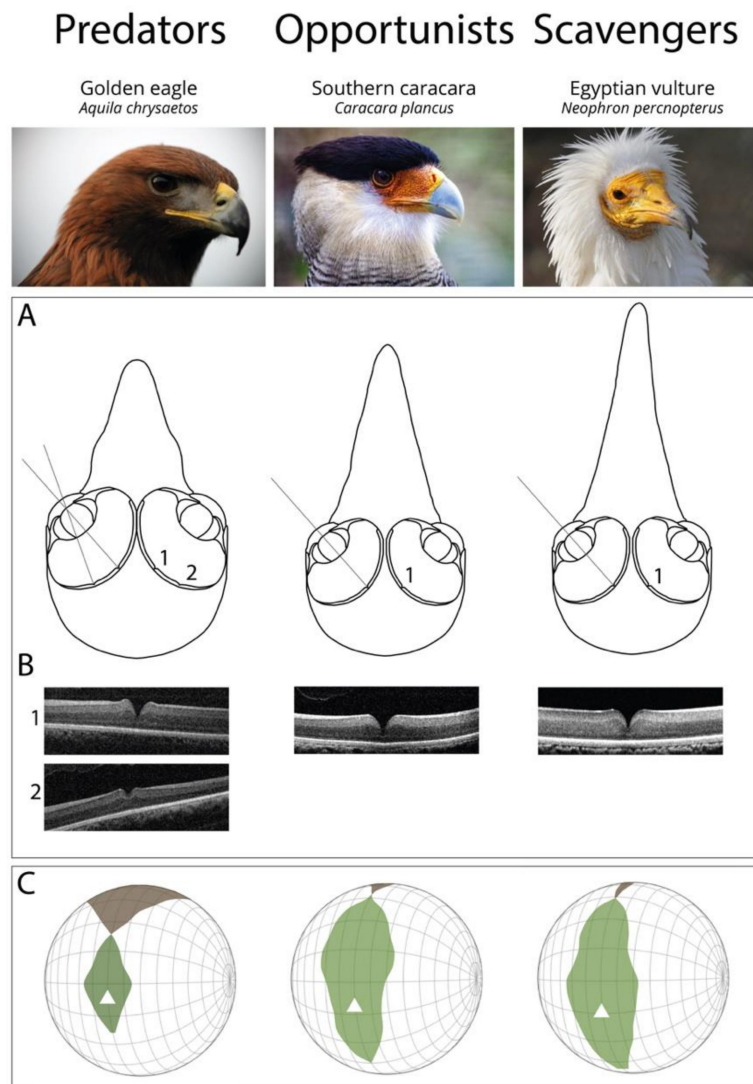 Predators Opportunists Scavengers
Golden eagle Southern caracara Egyptian vulture
Aquila chrysaetos Caracara plancus Neophron percnopterus
A
1 2 1 1
B
1
2
C